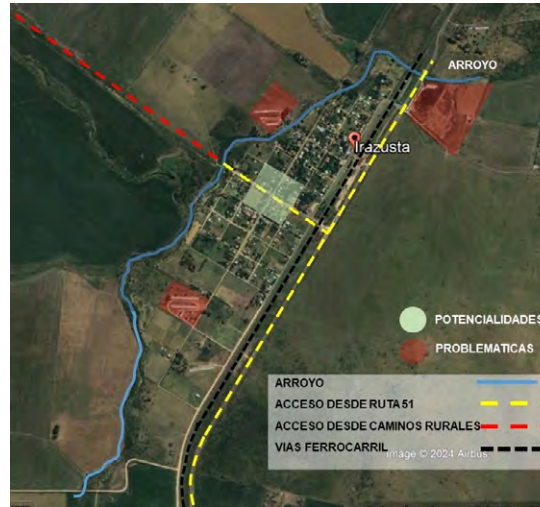 ARROYO
Irazusta
POTENCIALIDADES
PROBLEMATICAS
ARROYO
ACCESO DESDE RUTA 51
ACCESO DESDE CAMINOS RURALES
VIAS FERROCARRIL
Image © 2024 Airbus